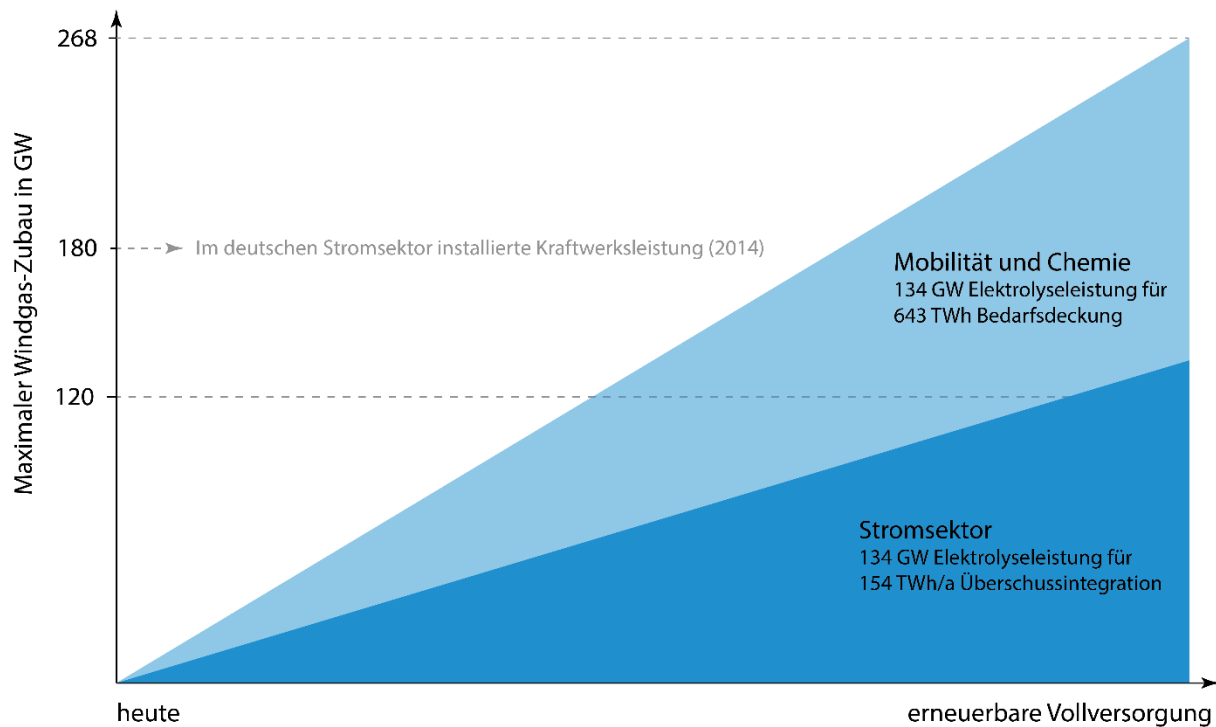 Maximaler Windgas-Zubau in GW
268
180
Im deutschen Stromsektor installierte Kraftwerksleistung (2014)
Mobilität und Chemie
134 GW Elektrolyseleistung für
643 TWh Bedarfsdeckung
120
Stromsektor
134 GW Elektrolyseleistung für
154 TWh/a Überschussintegration
heute
erneuerbare Vollversorgung